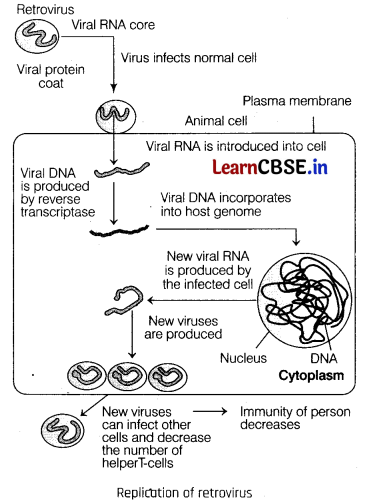 Retrovirus
Viral RNA core
Viral protein
coat
Virus infects normal cell
Plasma membrane
Animal cell
Viral RNA is introduced into cell
LearnCBSE.in
Viral DNA
is produced
by reverse
transcriptase
Viral DNA incorporates
into host genome
New viral RNA
is produced by
the infected cell
New viruses
are produced
Nucleus
DNA
Cytoplasm
New viruses
can infect other
cells and decrease
the number of
helperT-cells
Immunity of person
decreases
Replication of retrovirus